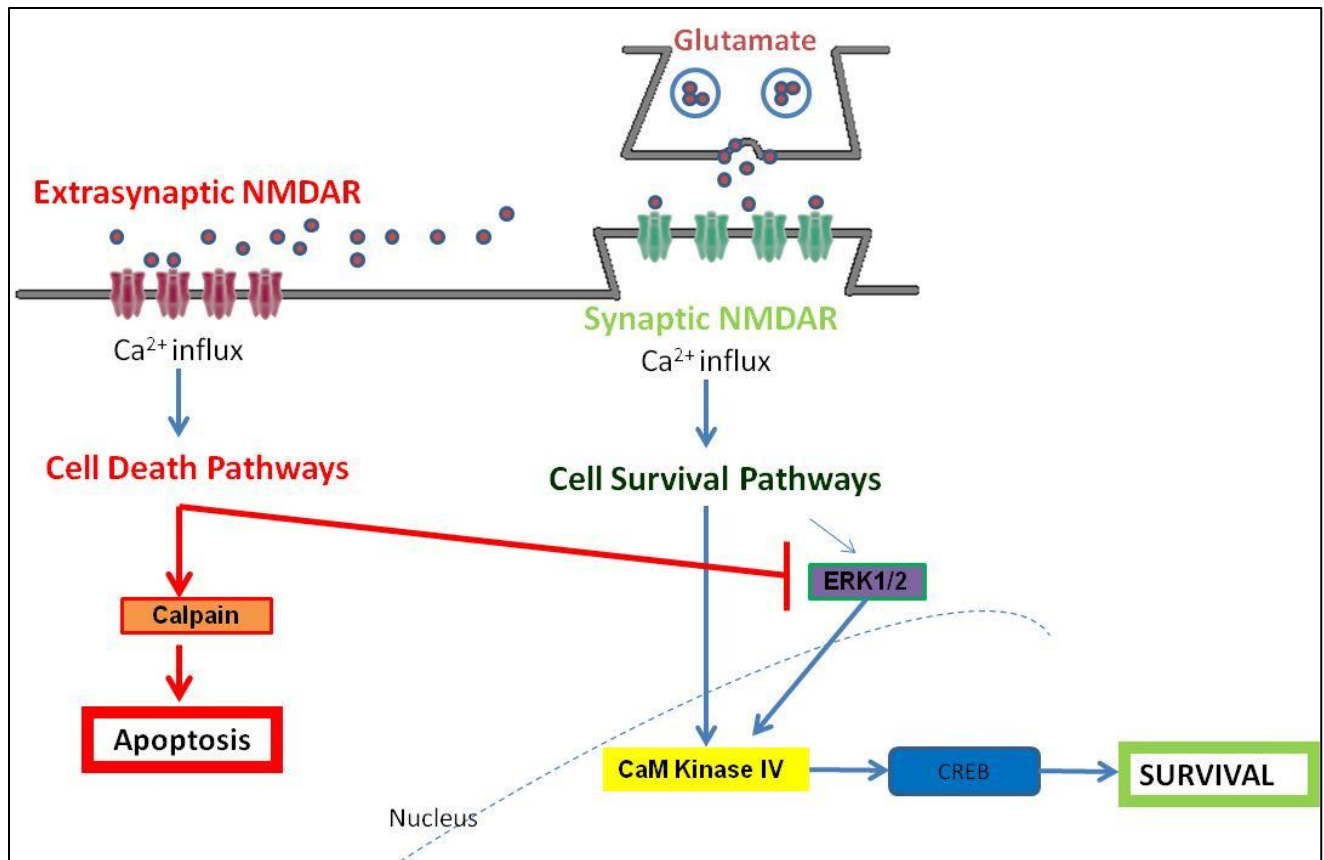 Glutamate
Extrasynaptic NMDAR
Synaptic NMDAR
Ca²⁺ influx
Ca²⁺ influx
Cell Death Pathways
Cell Survival Pathways
ERK1/2
Calpain
Apoptosis
CaM Kinase IV
CREB
SURVIVAL
Nucleus